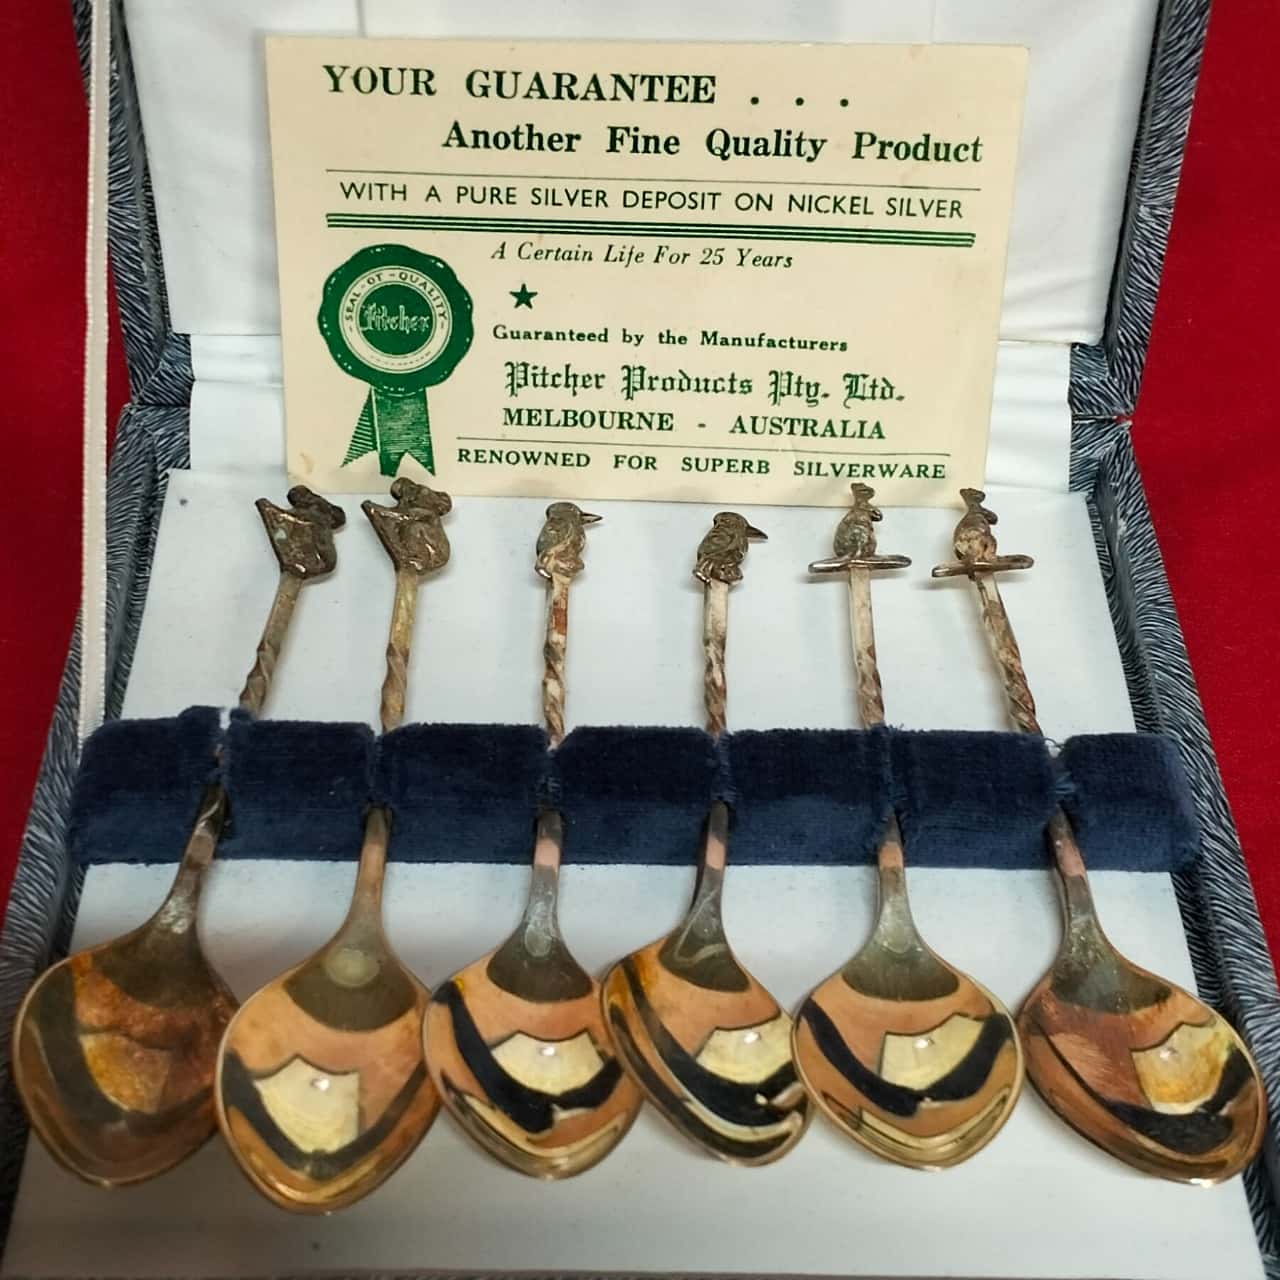 YOUR GUARANTEE . . .
Another Fine Quality Product
WITH A PURE SILVER DEPOSIT ON NICKEL SILVER
A Certain Life For 25 Years
SEAL-OT-QUALITY
Pitcher
Guaranteed by the Manufacturers
Pitcher Products Pty. Ltd.
MELBOURNE - AUSTRALIA
RENOWNED FOR SUPERB SILVERWARE